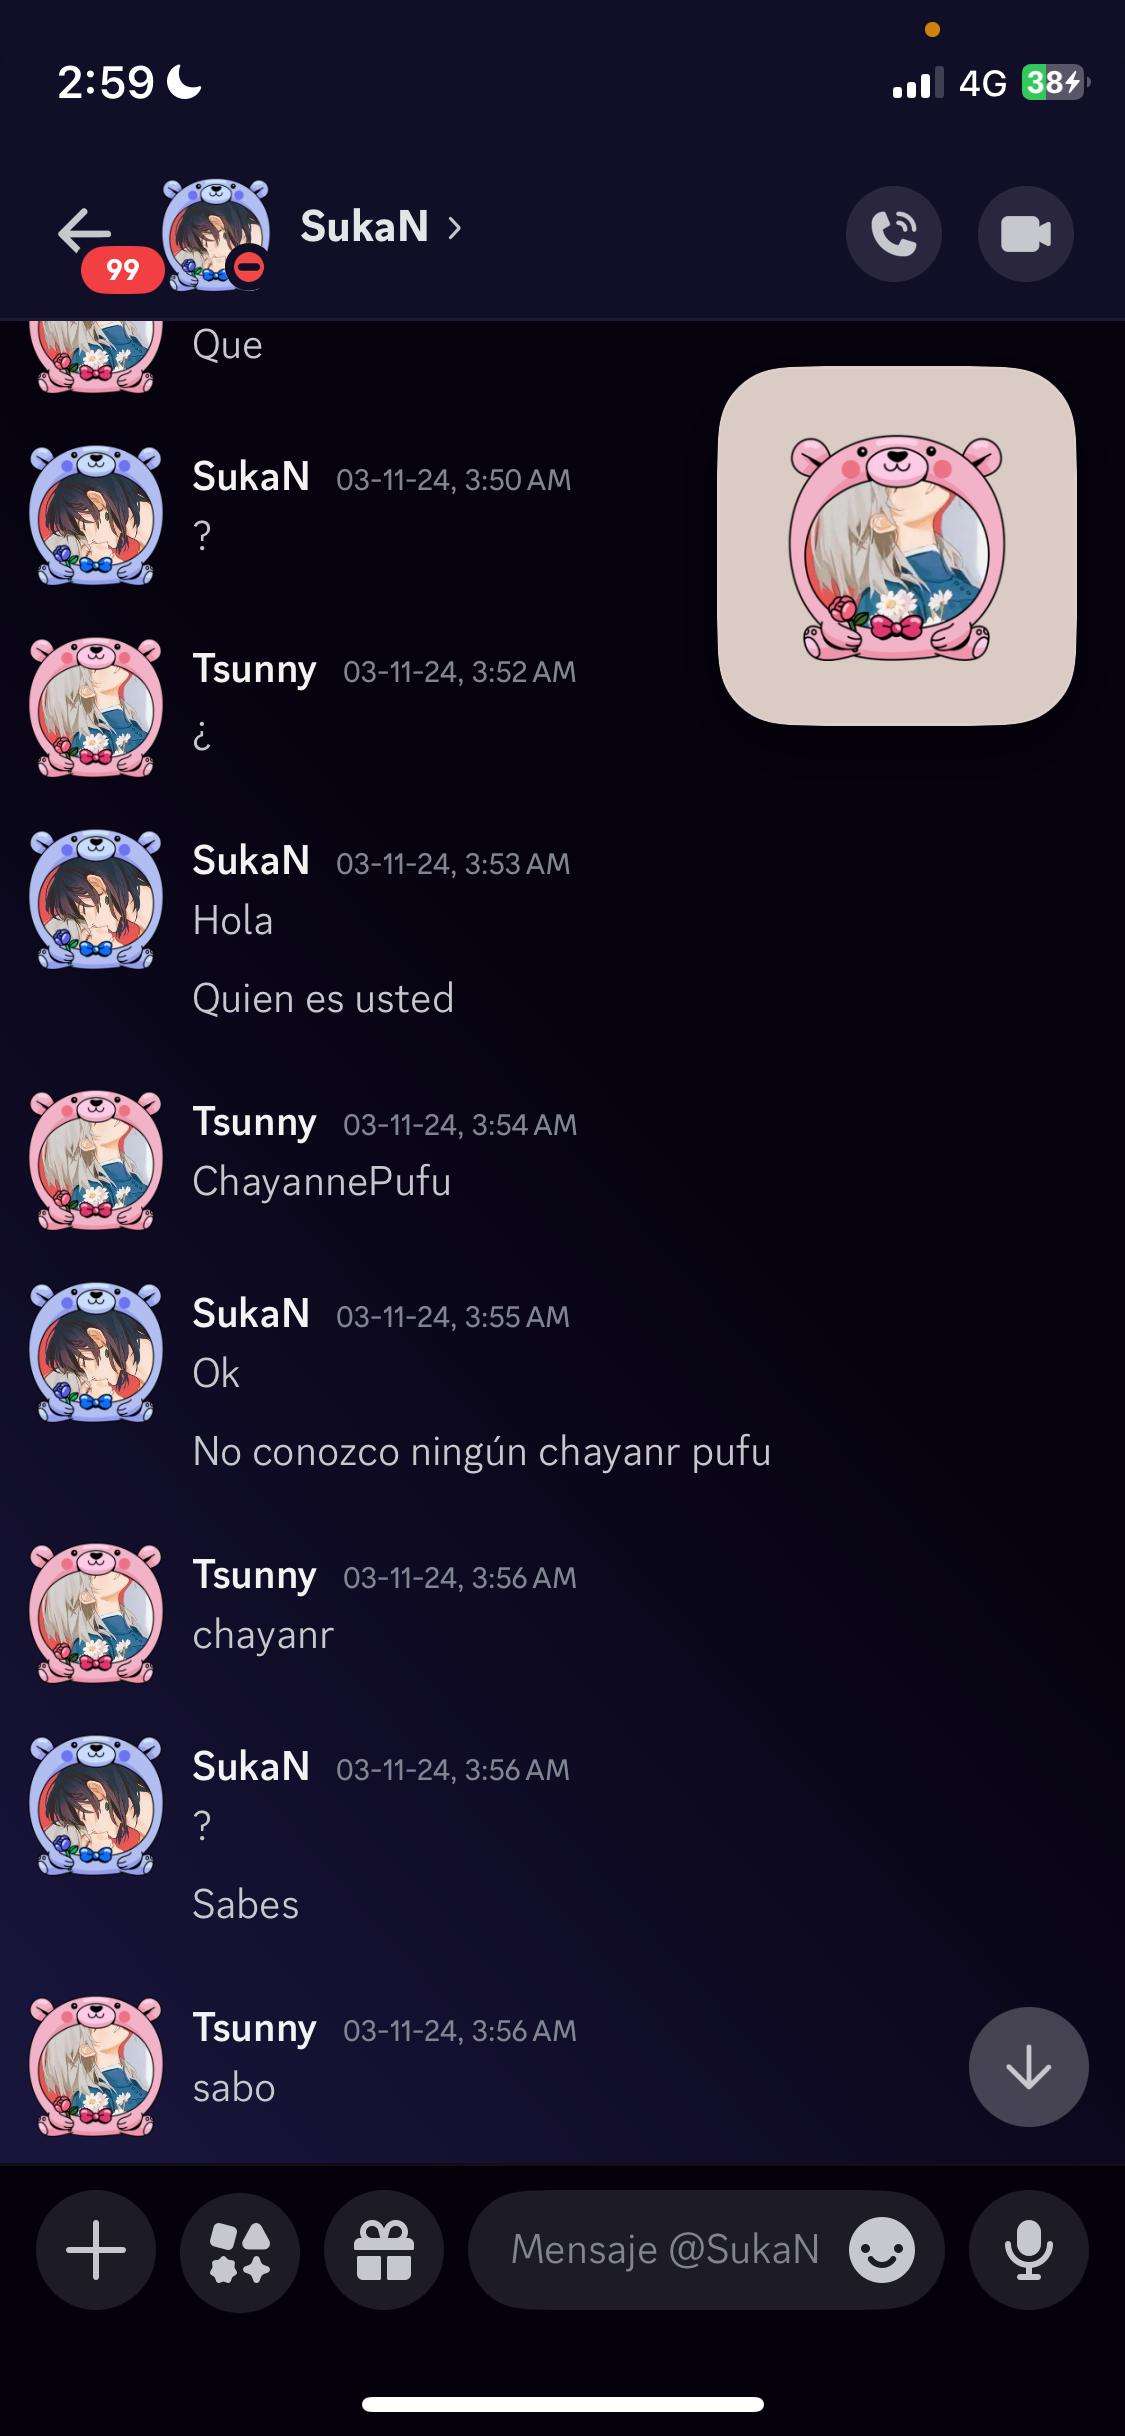 2:59
4G 38
99
SukaN
Que
SukaN 03-11-24, 3:50 AM
?
Tsunny 03-11-24, 3:52 AM
¿
SukaN 03-11-24, 3:53 AM
Hola
Quien es usted
Tsunny 03-11-24, 3:54 AM
ChayannePufu
SukaN 03-11-24, 3:55 AM
Ok
No conozco ningún chayanr pufu
Tsunny 03-11-24, 3:56 AM
chayanr
SukaN 03-11-24, 3:56 AM
?
Sabes
Tsunny 03-11-24, 3:56 AM
sabo
Mensaje @SukaN